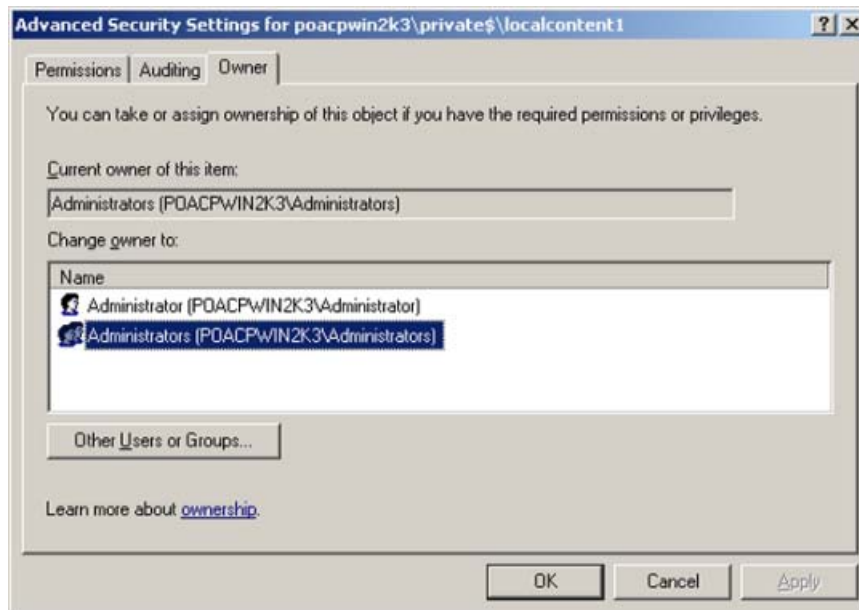 Advanced Security Settings for poacpwin2k3\private$\localcontent1
Permissions Auditing Owner
You can take or assign ownership of this object if you have the required permissions or privileges.
Current owner of this item:
Administrators (POACPWIN2K3\Administrators)
Change owner to:
Name
Administrator (POACPWIN2K3\Administrator)
Administrators (POACPWIN2K3\Administrators)
Other Users or Groups...
Learn more about ownership.
OK Cancel Apply